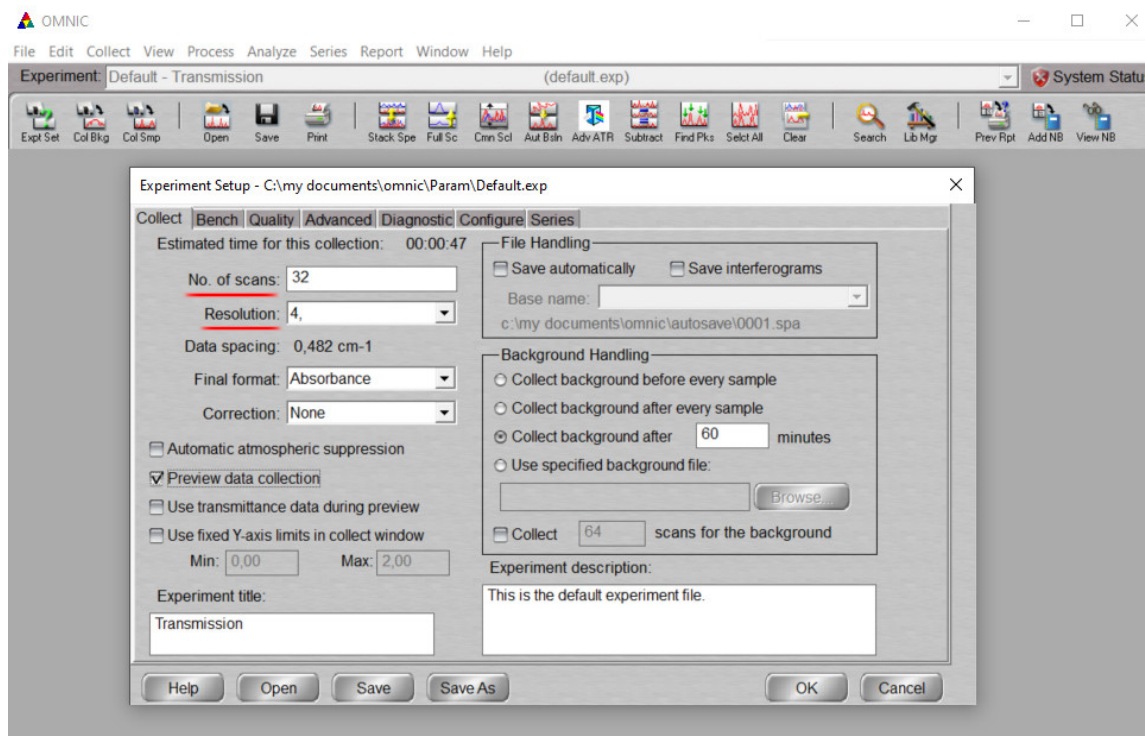 OMNIC
File Edit Collect View Process Analyze Series Report Window Help
Experiment: Default - Transmission (default.exp) System Statu
Expt Set Col Bkg Col Smp Open Save Print Stack Spe Full Sc Cmn Scl Aut Bsln Adv ATR Subtract Find Pks Selct All Clear Search Lib Mgr Prev Rpt Add NB View NB
Experiment Setup - C:\my documents\omnic\Param\Default.exp
Collect Bench Quality Advanced Diagnostic Configure Series
Estimated time for this collection: 00:00:47
No. of scans: 32
Resolution: 4,
Data spacing: 0,482 cm-1
Final format: Absorbance
Correction: None
Automatic atmospheric suppression
Preview data collection
Use transmittance data during preview
Use fixed Y-axis limits in collect window
Min: 0,00 Max: 2,00
Experiment title:
Transmission
File Handling
Save automatically Save interferograms
Base name:
c:\my documents\omnic\autosave\0001.spa
Background Handling
Collect background before every sample
Collect background after every sample
Collect background after 60 minutes
Use specified background file:
Browse...
Collect 64 scans for the background
Experiment description:
This is the default experiment file.
Help Open Save Save As OK Cancel